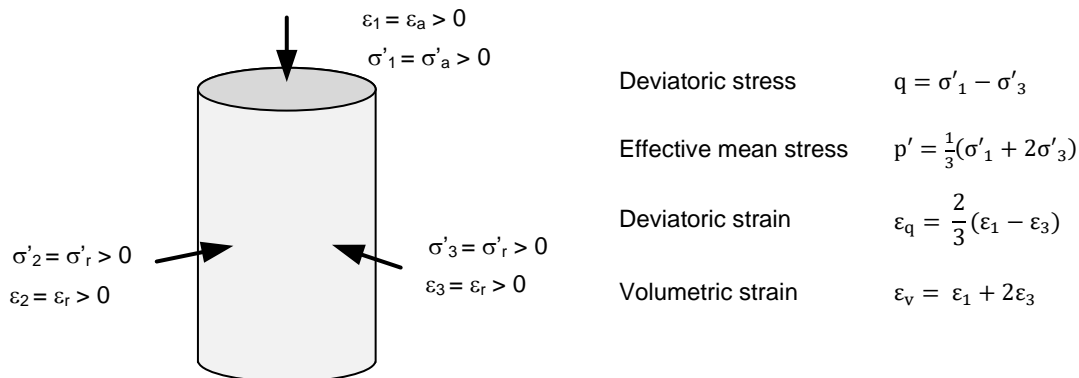 ε₁ = εₐ > 0
σ'₁ = σ'ₐ > 0
σ'₂ = σ'ᵣ > 0
ε₂ = εᵣ > 0
σ'₃ = σ'ᵣ > 0
ε₃ = εᵣ > 0
Deviatoric stress q = σ′₁ − σ′₃
Effective mean stress p′ = ⅓(σ′₁ + 2σ′₃)
Deviatoric strain ε_q = 2/3 (ε₁ − ε₃)
Volumetric strain εᵥ = ε₁ + 2ε₃